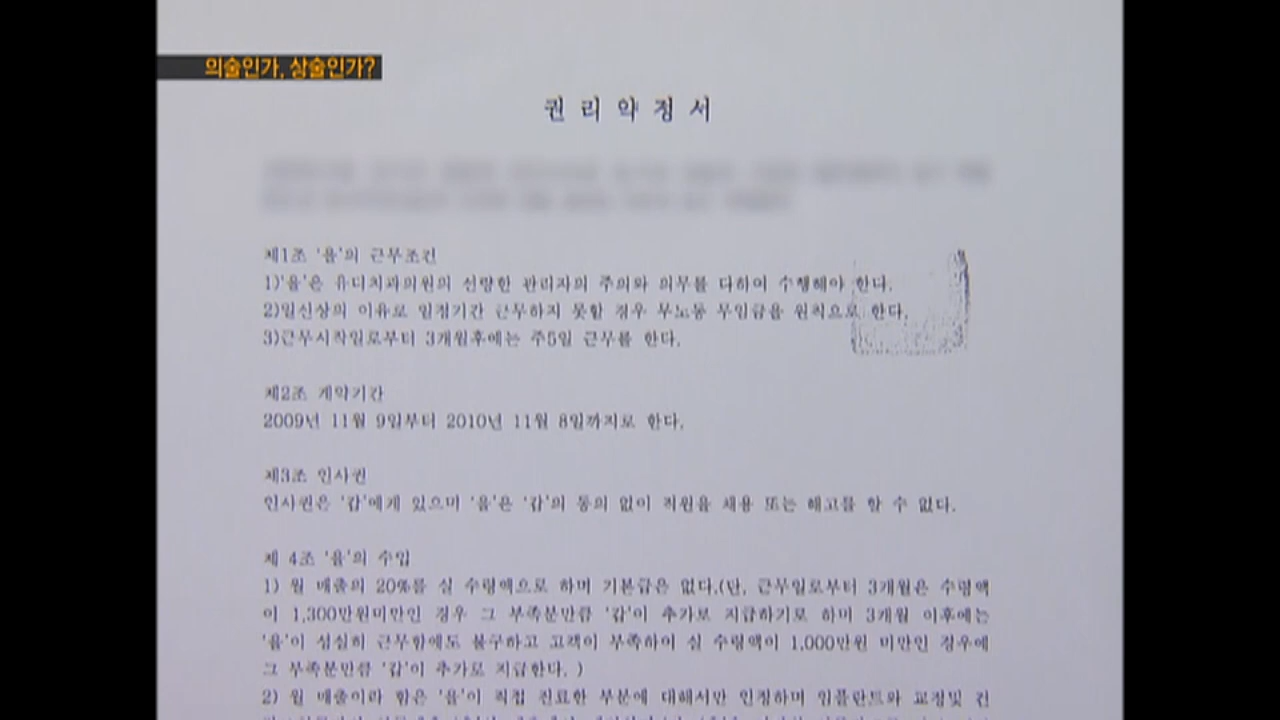 의술인가, 상술인가?
권 리 약 정 서
제1조 '을'의 근무조건
1)'을'은 유디치과의원의 선량한 관리자의 주의와 의무를 다하여 수행해야 한다.
2)일신상의 이유로 일정기간 근무하지 못할 경우 무노동 무임금을 원칙으로 한다.
3)근무시작일로부터 3개월후에는 주5일 근무를 한다.
제2조 계약기간
2009년 11월 9일부터 2010년 11월 8일까지로 한다.
제3조 인사권
인사권은 '갑'에게 있으며 '을'은 '갑'의 동의 없이 직원을 채용 또는 해고를 할 수 없다.
제 4조 '을'의 수입
1) 월 매출의 20%를 실 수령액으로 하며 기본급은 없다.(단, 근무일로부터 3개월은 수령액
이 1,300만원미만인 경우 그 부족분만큼 '갑'이 추가로 지급하기로 하며 3개월 이후에는
'을'이 성실히 근무함에도 불구하고 고객이 부족하여 실 수령액이 1,000만원 미만인 경우에
그 부족분만큼 '갑'이 추가로 지급한다. )
2) 월 매출이라 함은 '을'이 직접 진료한 부분에 대해서만 인정하며 임플란트와 교정및 건